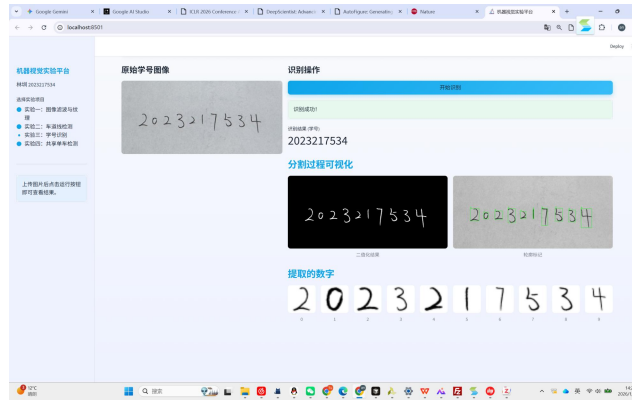 Google Gemini
Google AI Studio
ICLR 2026 Conference
DeepScientist: Advanc
AutoFigure: Generating
Nature
机器视觉实验平台
localhost:8501
Deploy
机器视觉实验平台
2023217534
选择实验项目
实验一：图像滤波与纹理
实验二：车道线检测
实验三：学号识别
实验四：共享单车检测
上传图片后点击运行按钮即可查看结果。
原始学号图像
2023217534
识别操作
开始识别
识别成功！
识别结果 (学号)
2023217534
分割过程可视化
2023217534
二值化结果
2023217534
轮廓标记
提取的数字
2 0 2 3 2 1 7 5 3 4
0 1 2 3 4 5 6 7 8 9
12°C
搜索
英